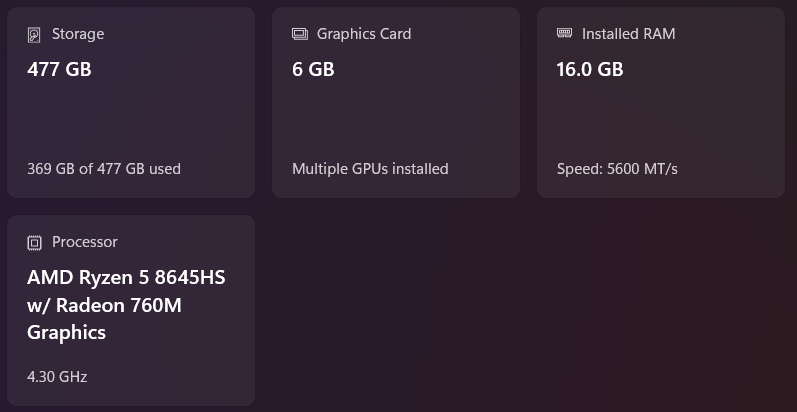 Storage
477 GB
369 GB of 477 GB used
Graphics Card
6 GB
Multiple GPUs installed
Installed RAM
16.0 GB
Speed: 5600 MT/s
Processor
AMD Ryzen 5 8645HS
w/ Radeon 760M
Graphics
4.30 GHz